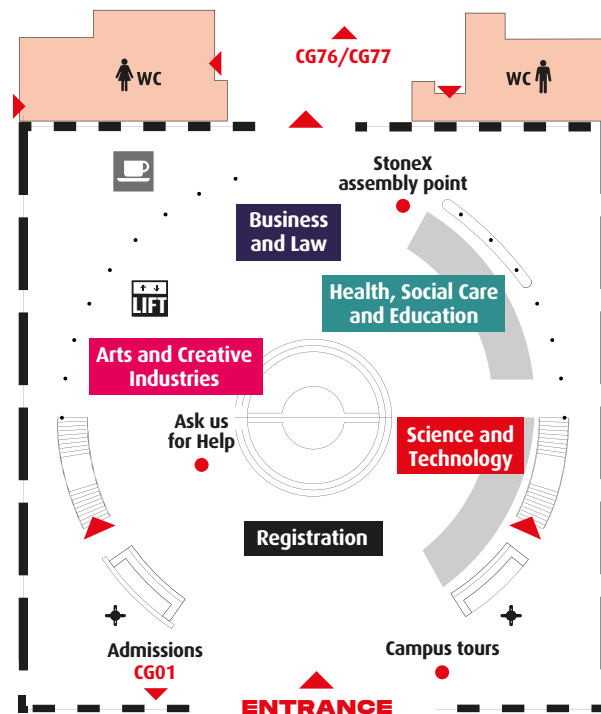 WC
CG76/CG77
WC
StoneX
assembly point
Business
and Law
Health, Social Care
and Education
LIFT
Arts and Creative
Industries
Ask us
for Help
Science and
Technology
Registration
Admissions
CG01
Campus tours
ENTRANCE